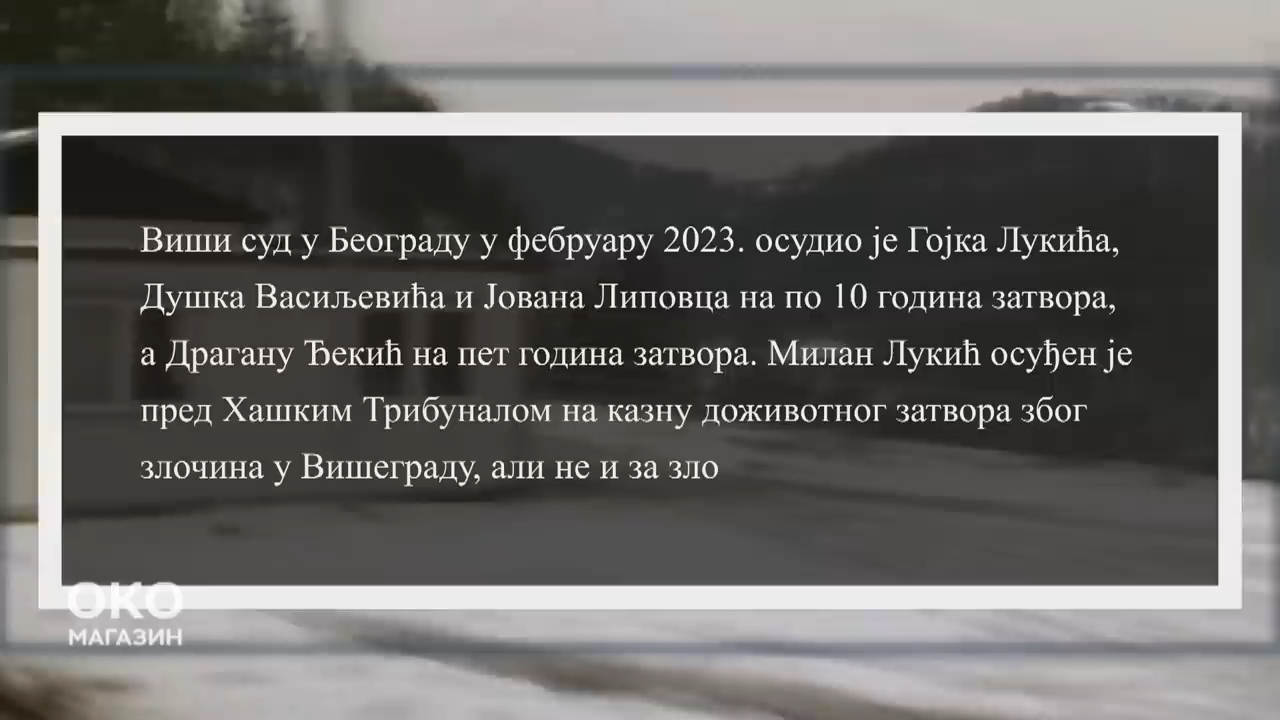 Виши суд у Београду у фебруару 2023. осудио је Гојка Лукића,
Душка Васиљевића и Јована Липовца на по 10 година затвора,
а Драгану Ђекић на пет година затвора. Милан Лукић осуђен је
пред Хашким Трибуналом на казну доживотног затвора због
злочина у Вишеграду, али не и за зло
ОКО
МАГАЗИН